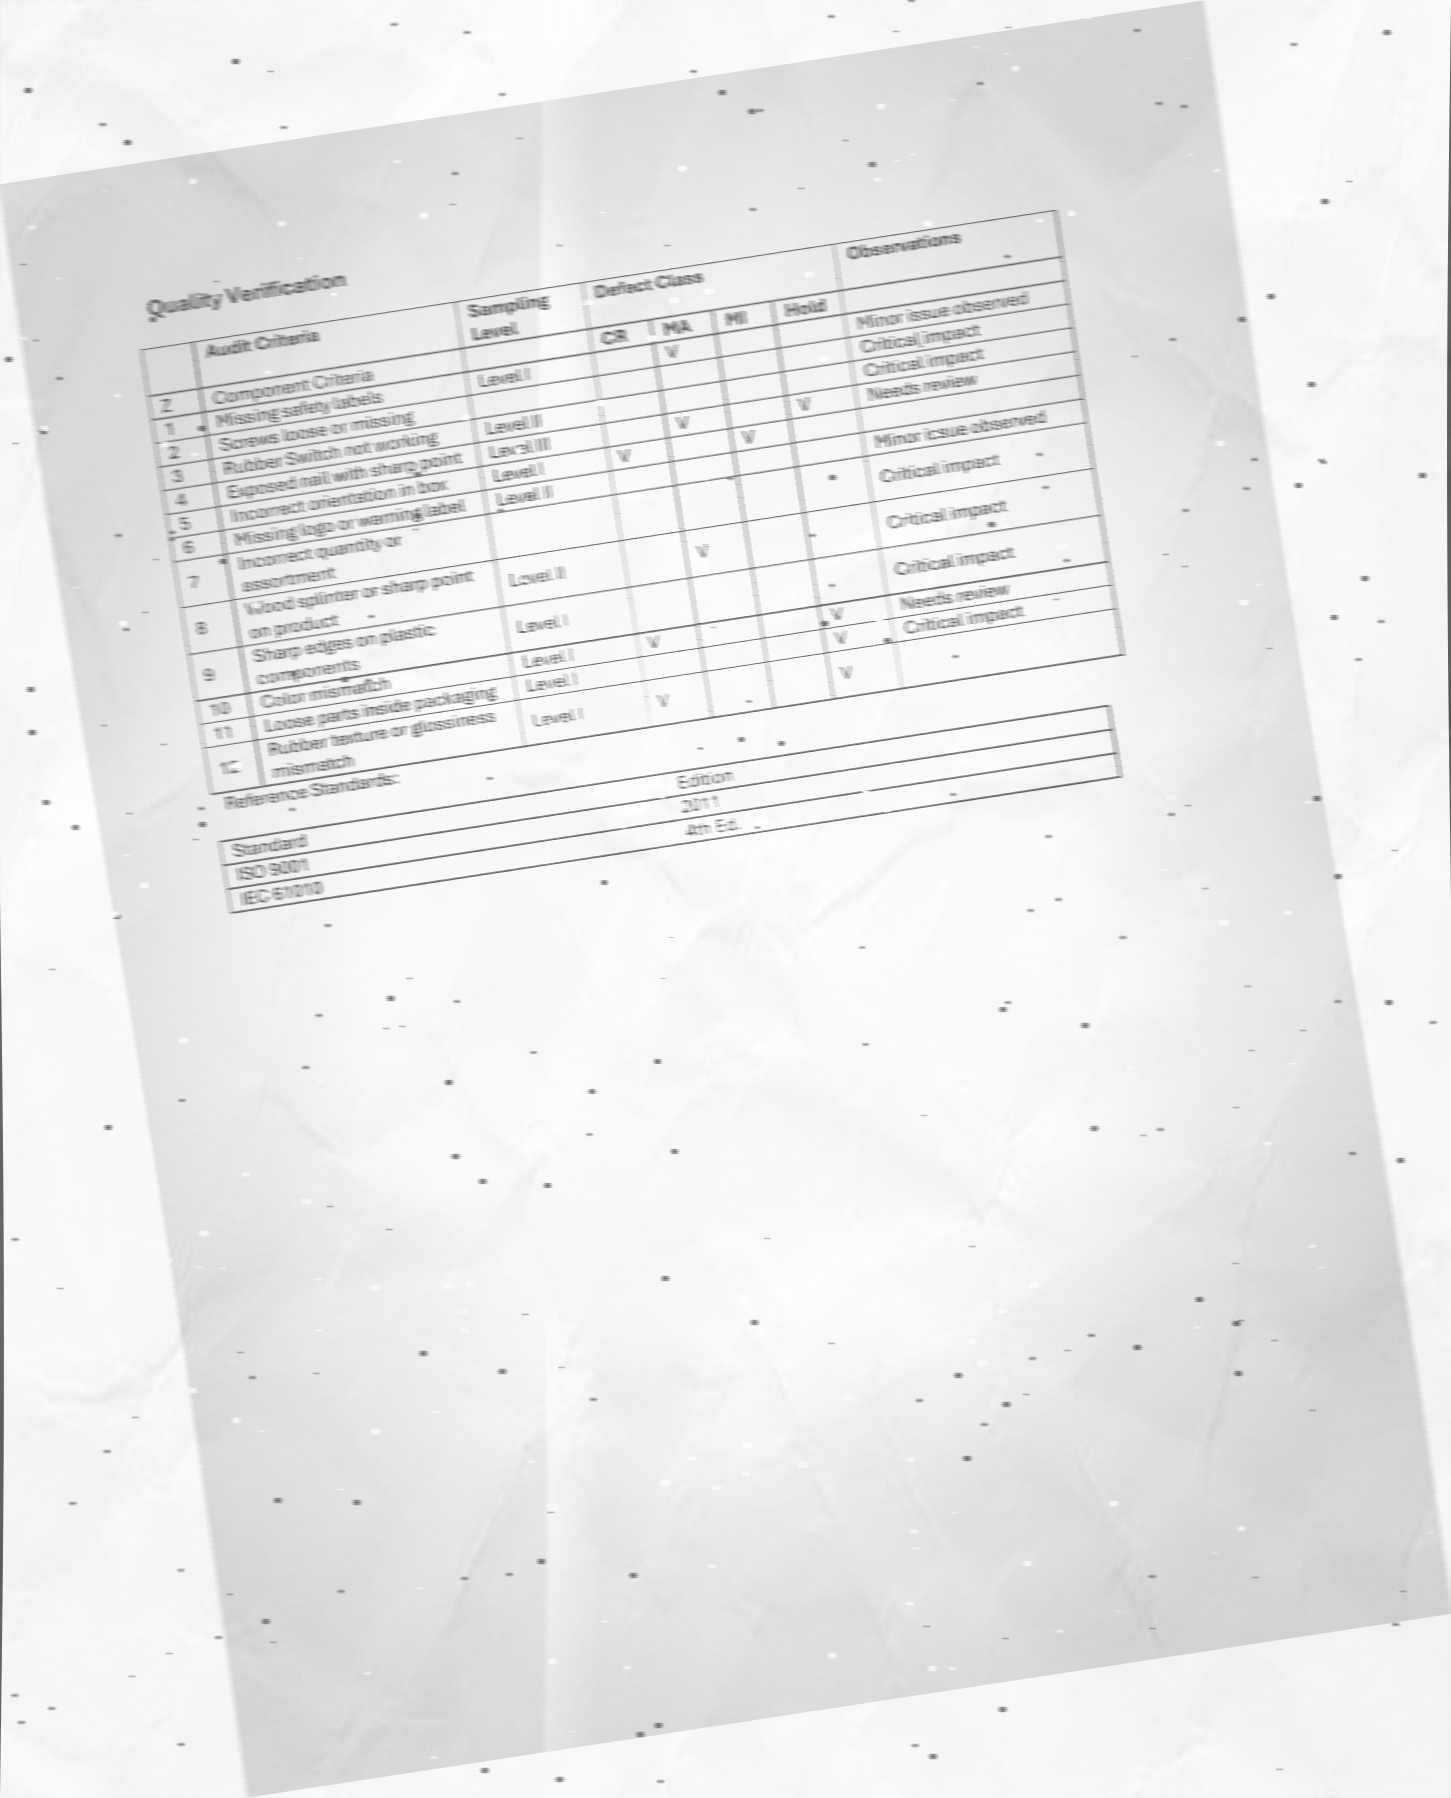 Quality Verification
Audit Criteria Sampling Level Defect Class Observations
Z Component Criteria CR MA MI Hold
1 Missing safety labels Level I V Minor issue observed
2 Screws loose or missing Critical impact
3 Rubber Switch not working Level II Critical impact
4 Exposed nail with sharp point Level III V V Needs review
5 Incorrect orientation in box Level I V V
6 Missing logo or warning label Level II Minor issue observed
7 Incorrect quantity or assortment Critical impact
8 Wood splinter or sharp point on product Level II V Critical impact
9 Sharp edges on plastic components Level I Critical impact
10 Color mismatch Level I V V Needs review
11 Loose parts inside packaging Level I V Critical impact
12 Rubber texture or glossiness mismatch Level I V V
Reference Standards:
Standard Edition
ISO 9001 2011
IEC 61010 4th Ed.